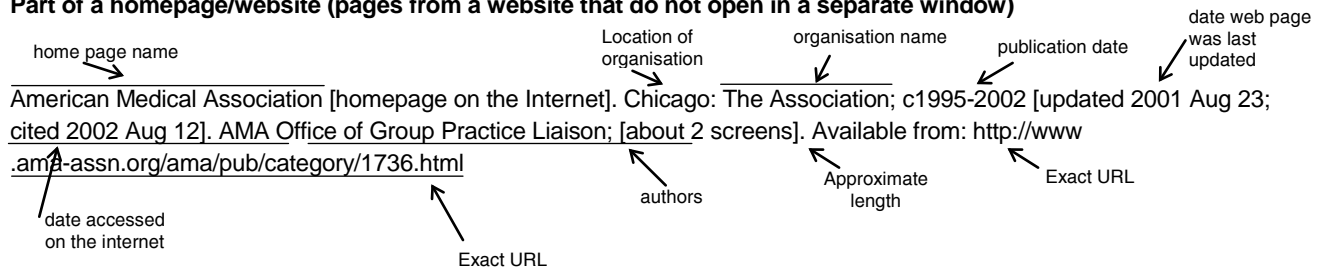 Part of a homepage/website (pages from a website that do not open in a separate window)
date web page
was last
updated
home page name
Location of
organisation
organisation name
publication date
American Medical Association [homepage on the Internet]. Chicago: The Association; c1995-2002 [updated 2001 Aug 23;
cited 2002 Aug 12]. AMA Office of Group Practice Liaison; [about 2 screens]. Available from: http://www
.ama-assn.org/ama/pub/category/1736.html
date accessed
on the internet
Exact URL
authors
Approximate
length
Exact URL